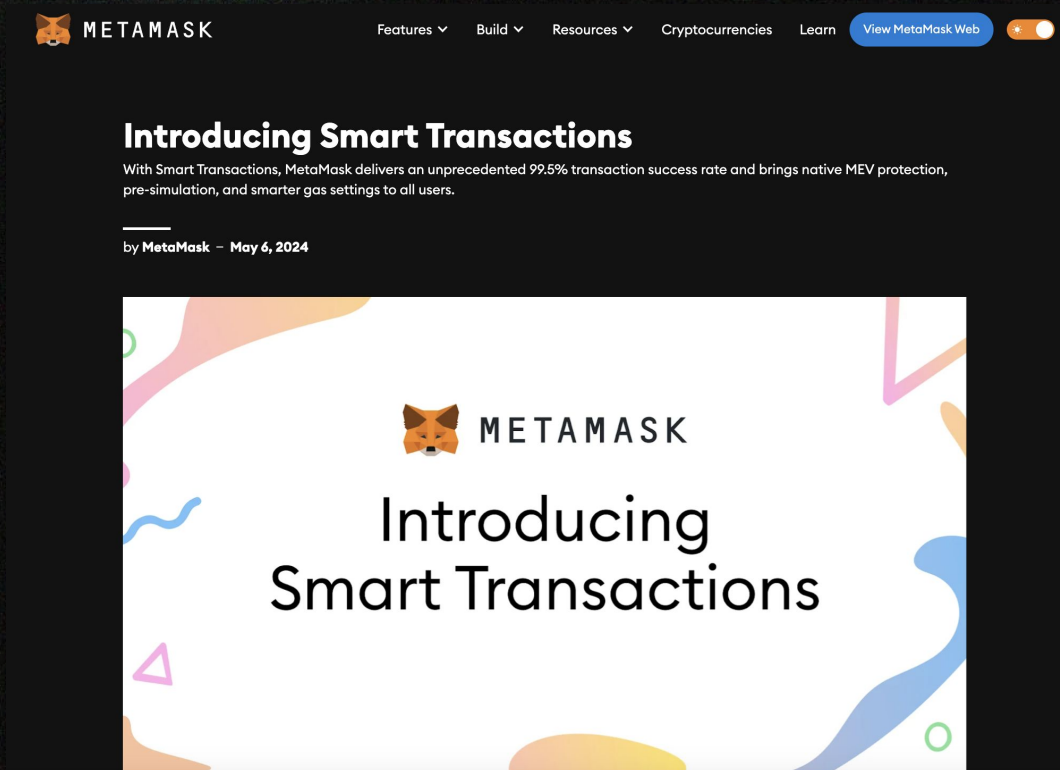 METAMASK
Features
Build
Resources
Cryptocurrencies
Learn
View MetaMask Web
Introducing Smart Transactions
With Smart Transactions, MetaMask delivers an unprecedented 99.5% transaction success rate and brings native MEV protection,
pre-simulation, and smarter gas settings to all users.
by MetaMask – May 6, 2024
METAMASK
Introducing
Smart Transactions